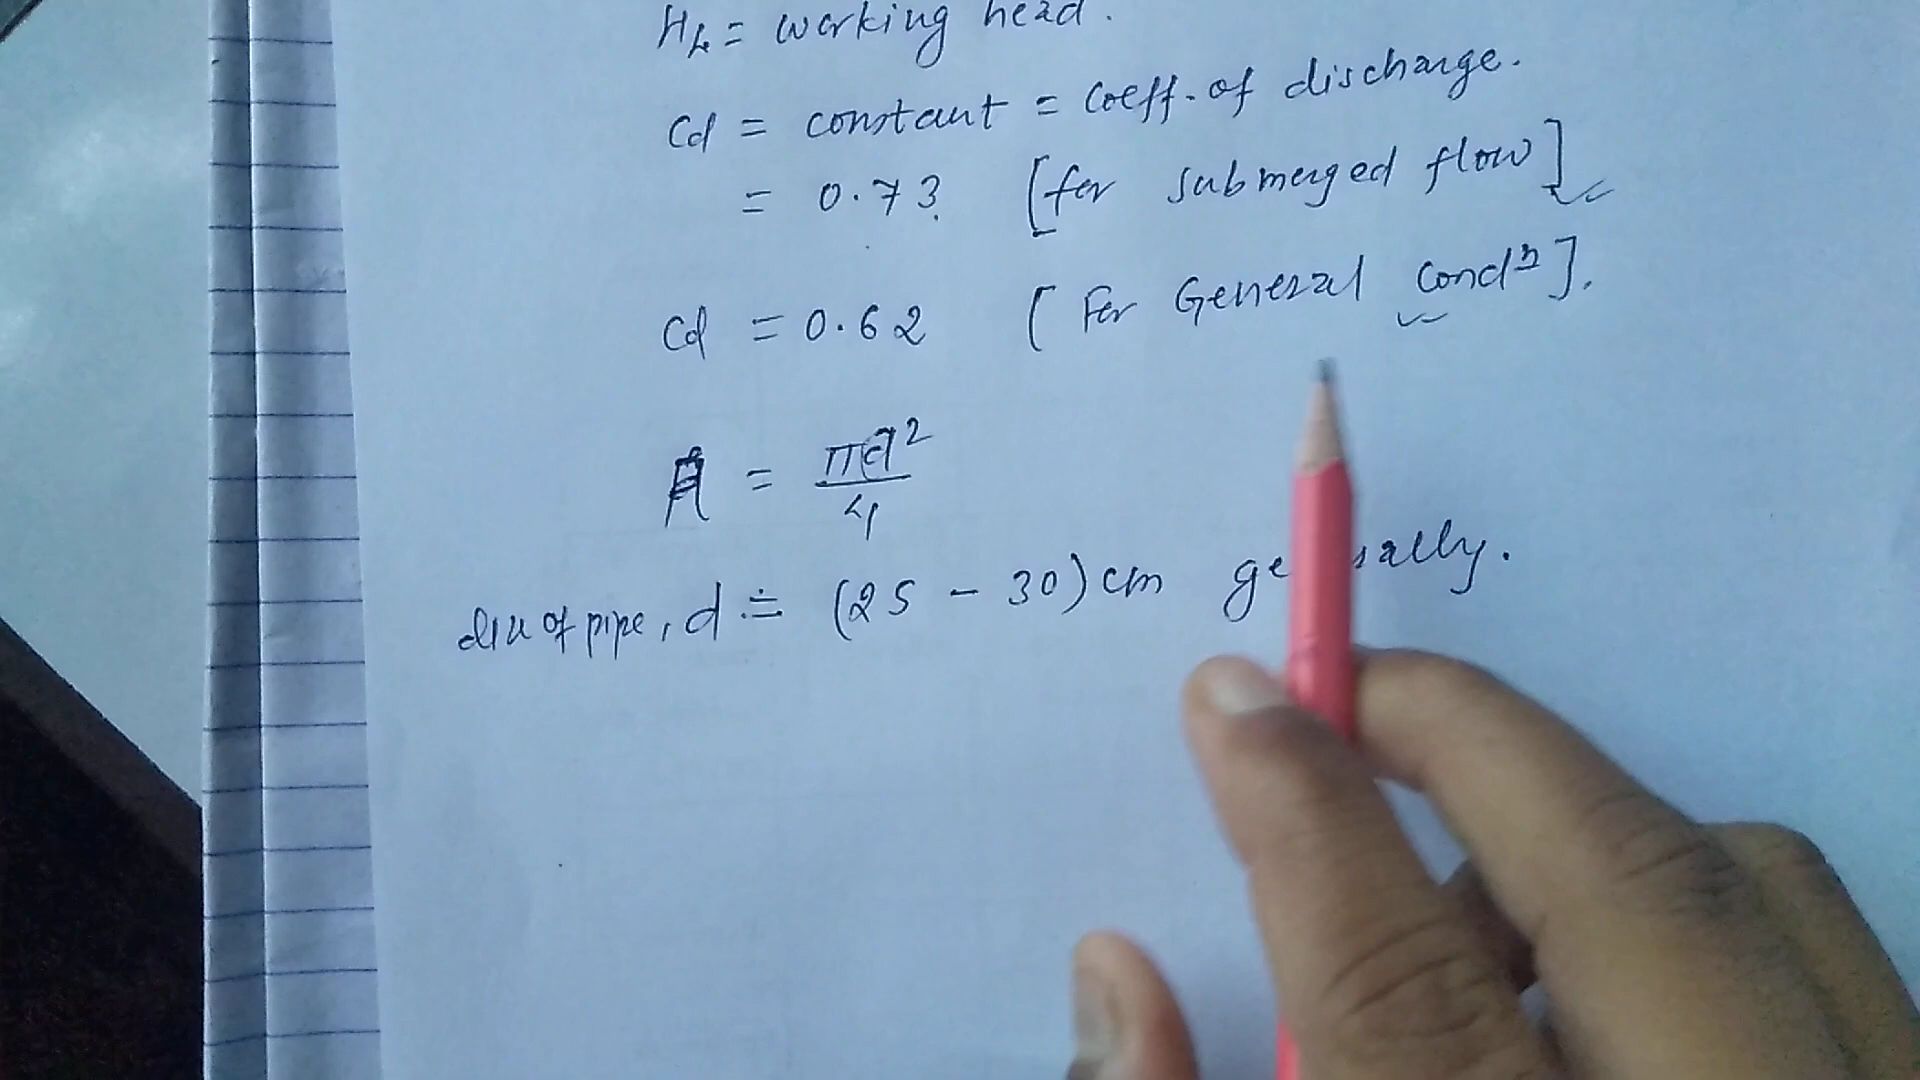 HL = working head.
Cd = constant = coeff. of discharge.
= 0.73 [for submerged flow]
Cd = 0.62 [For General condⁿ].
A = πd²/4
dia of pipe, d = (25 - 30) cm